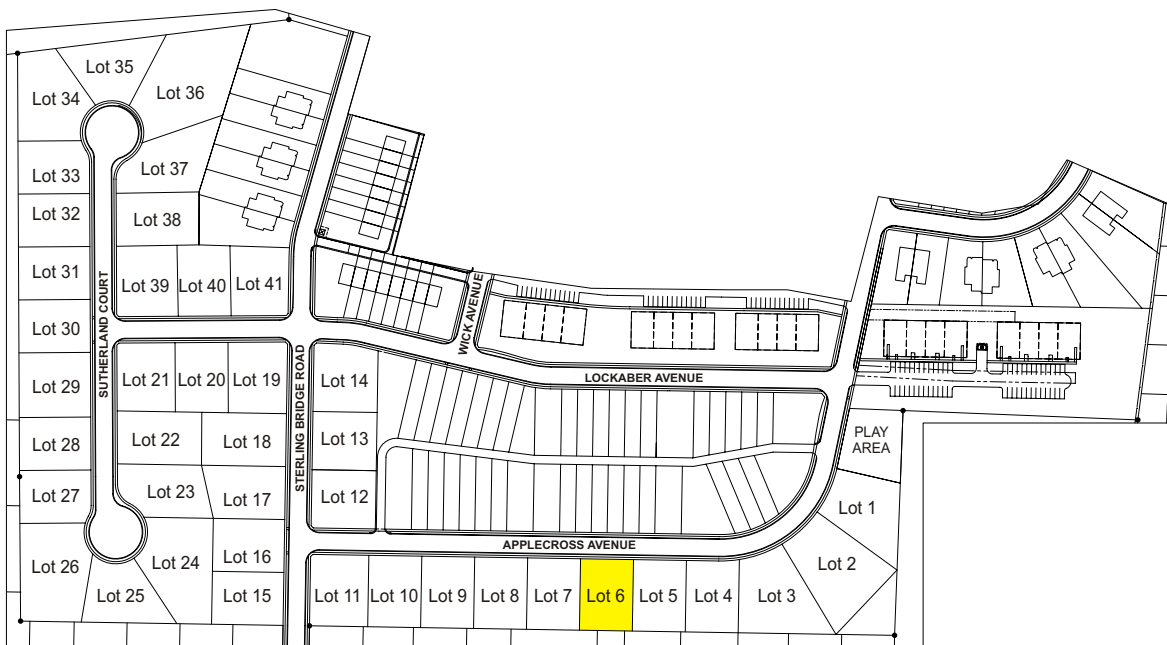 Lot 35
Lot 34
Lot 36
Lot 33
Lot 37
Lot 32
Lot 38
Lot 31
Lot 39
Lot 40
Lot 41
Lot 30
SUTHERLAND COURT
WICK AVENUE
STERLING BRIDGE ROAD
LOCKABER AVENUE
Lot 29
Lot 21
Lot 20
Lot 19
Lot 14
Lot 28
Lot 22
Lot 18
Lot 13
PLAY
AREA
Lot 27
Lot 23
Lot 17
Lot 12
Lot 1
APPLECROSS AVENUE
Lot 26
Lot 24
Lot 16
Lot 2
Lot 25
Lot 15
Lot 11
Lot 10
Lot 9
Lot 8
Lot 7
Lot 6
Lot 5
Lot 4
Lot 3